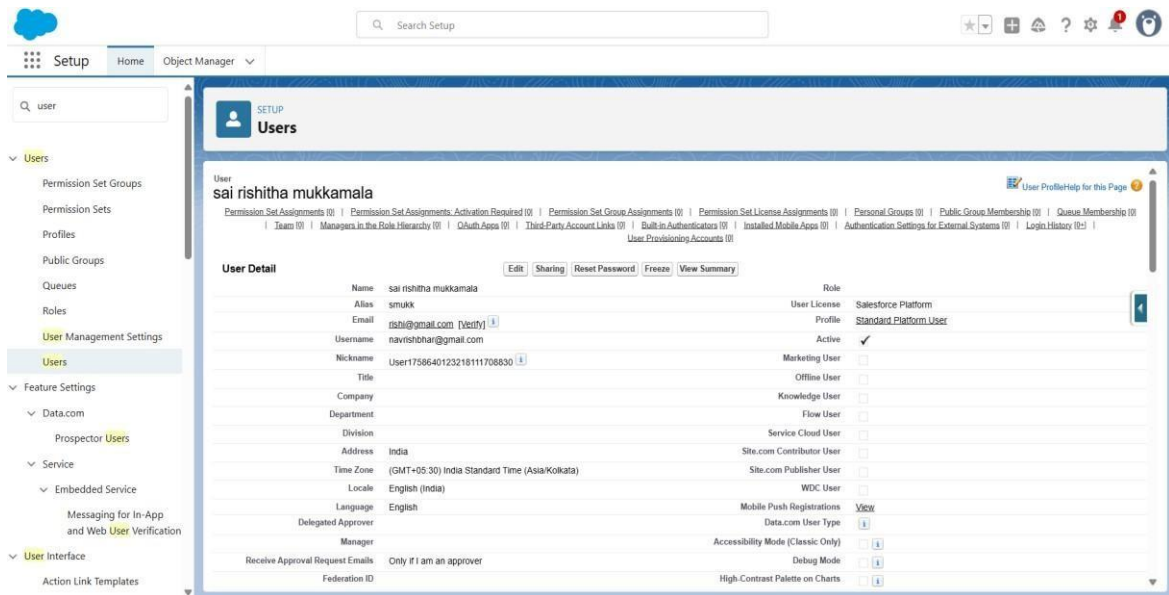 Search Setup
1
Setup
Home
Object Manager
user
Users
Permission Set Groups
Permission Sets
Profiles
Public Groups
Queues
Roles
User Management Settings
Users
Feature Settings
Data.com
Prospector Users
Service
Embedded Service
Messaging for In-App
and Web User Verification
User Interface
Action Link Templates
SETUP
Users
User
sai rishitha mukkamala
User Profile Help for this Page
Permission Set Assignments [0] | Permission Set Assignments: Activation Required [0] | Permission Set Group Assignments [0] | Permission Set License Assignments [0] | Personal Groups [0] | Public Group Membership [0] | Queue Membership [0]
| Team [0] | Managers in the Role Hierarchy [0] | OAuth Apps [0] | Third-Party Account Links [0] | Built-in Authenticators [0] | Installed Mobile Apps [0] | Authentication Settings for External Systems [0] | Login History [0+] |
User Provisioning Accounts [0]
User Detail
Edit Sharing Reset Password Freeze View Summary
Name sai rishitha mukkamala Role
Alias smukk User License Salesforce Platform
Email rishi@gmail.com [Verify] i Profile Standard Platform User
Username navrishbhar@gmail.com Active ✓
Nickname User1758640123218111708830 i Marketing User
Title Offline User
Company Knowledge User
Department Flow User
Division Service Cloud User
Address India Site.com Contributor User
Time Zone (GMT+05:30) India Standard Time (Asia/Kolkata) Site.com Publisher User
Locale English (India) WDC User
Language English Mobile Push Registrations View
Delegated Approver Data.com User Type i
Manager Accessibility Mode (Classic Only) i
Receive Approval Request Emails Only if I am an approver Debug Mode i
Federation ID High-Contrast Palette on Charts i